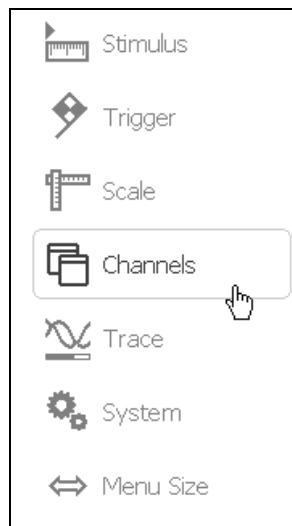 Stimulus
Trigger
Scale
Channels
Trace
System
Menu Size